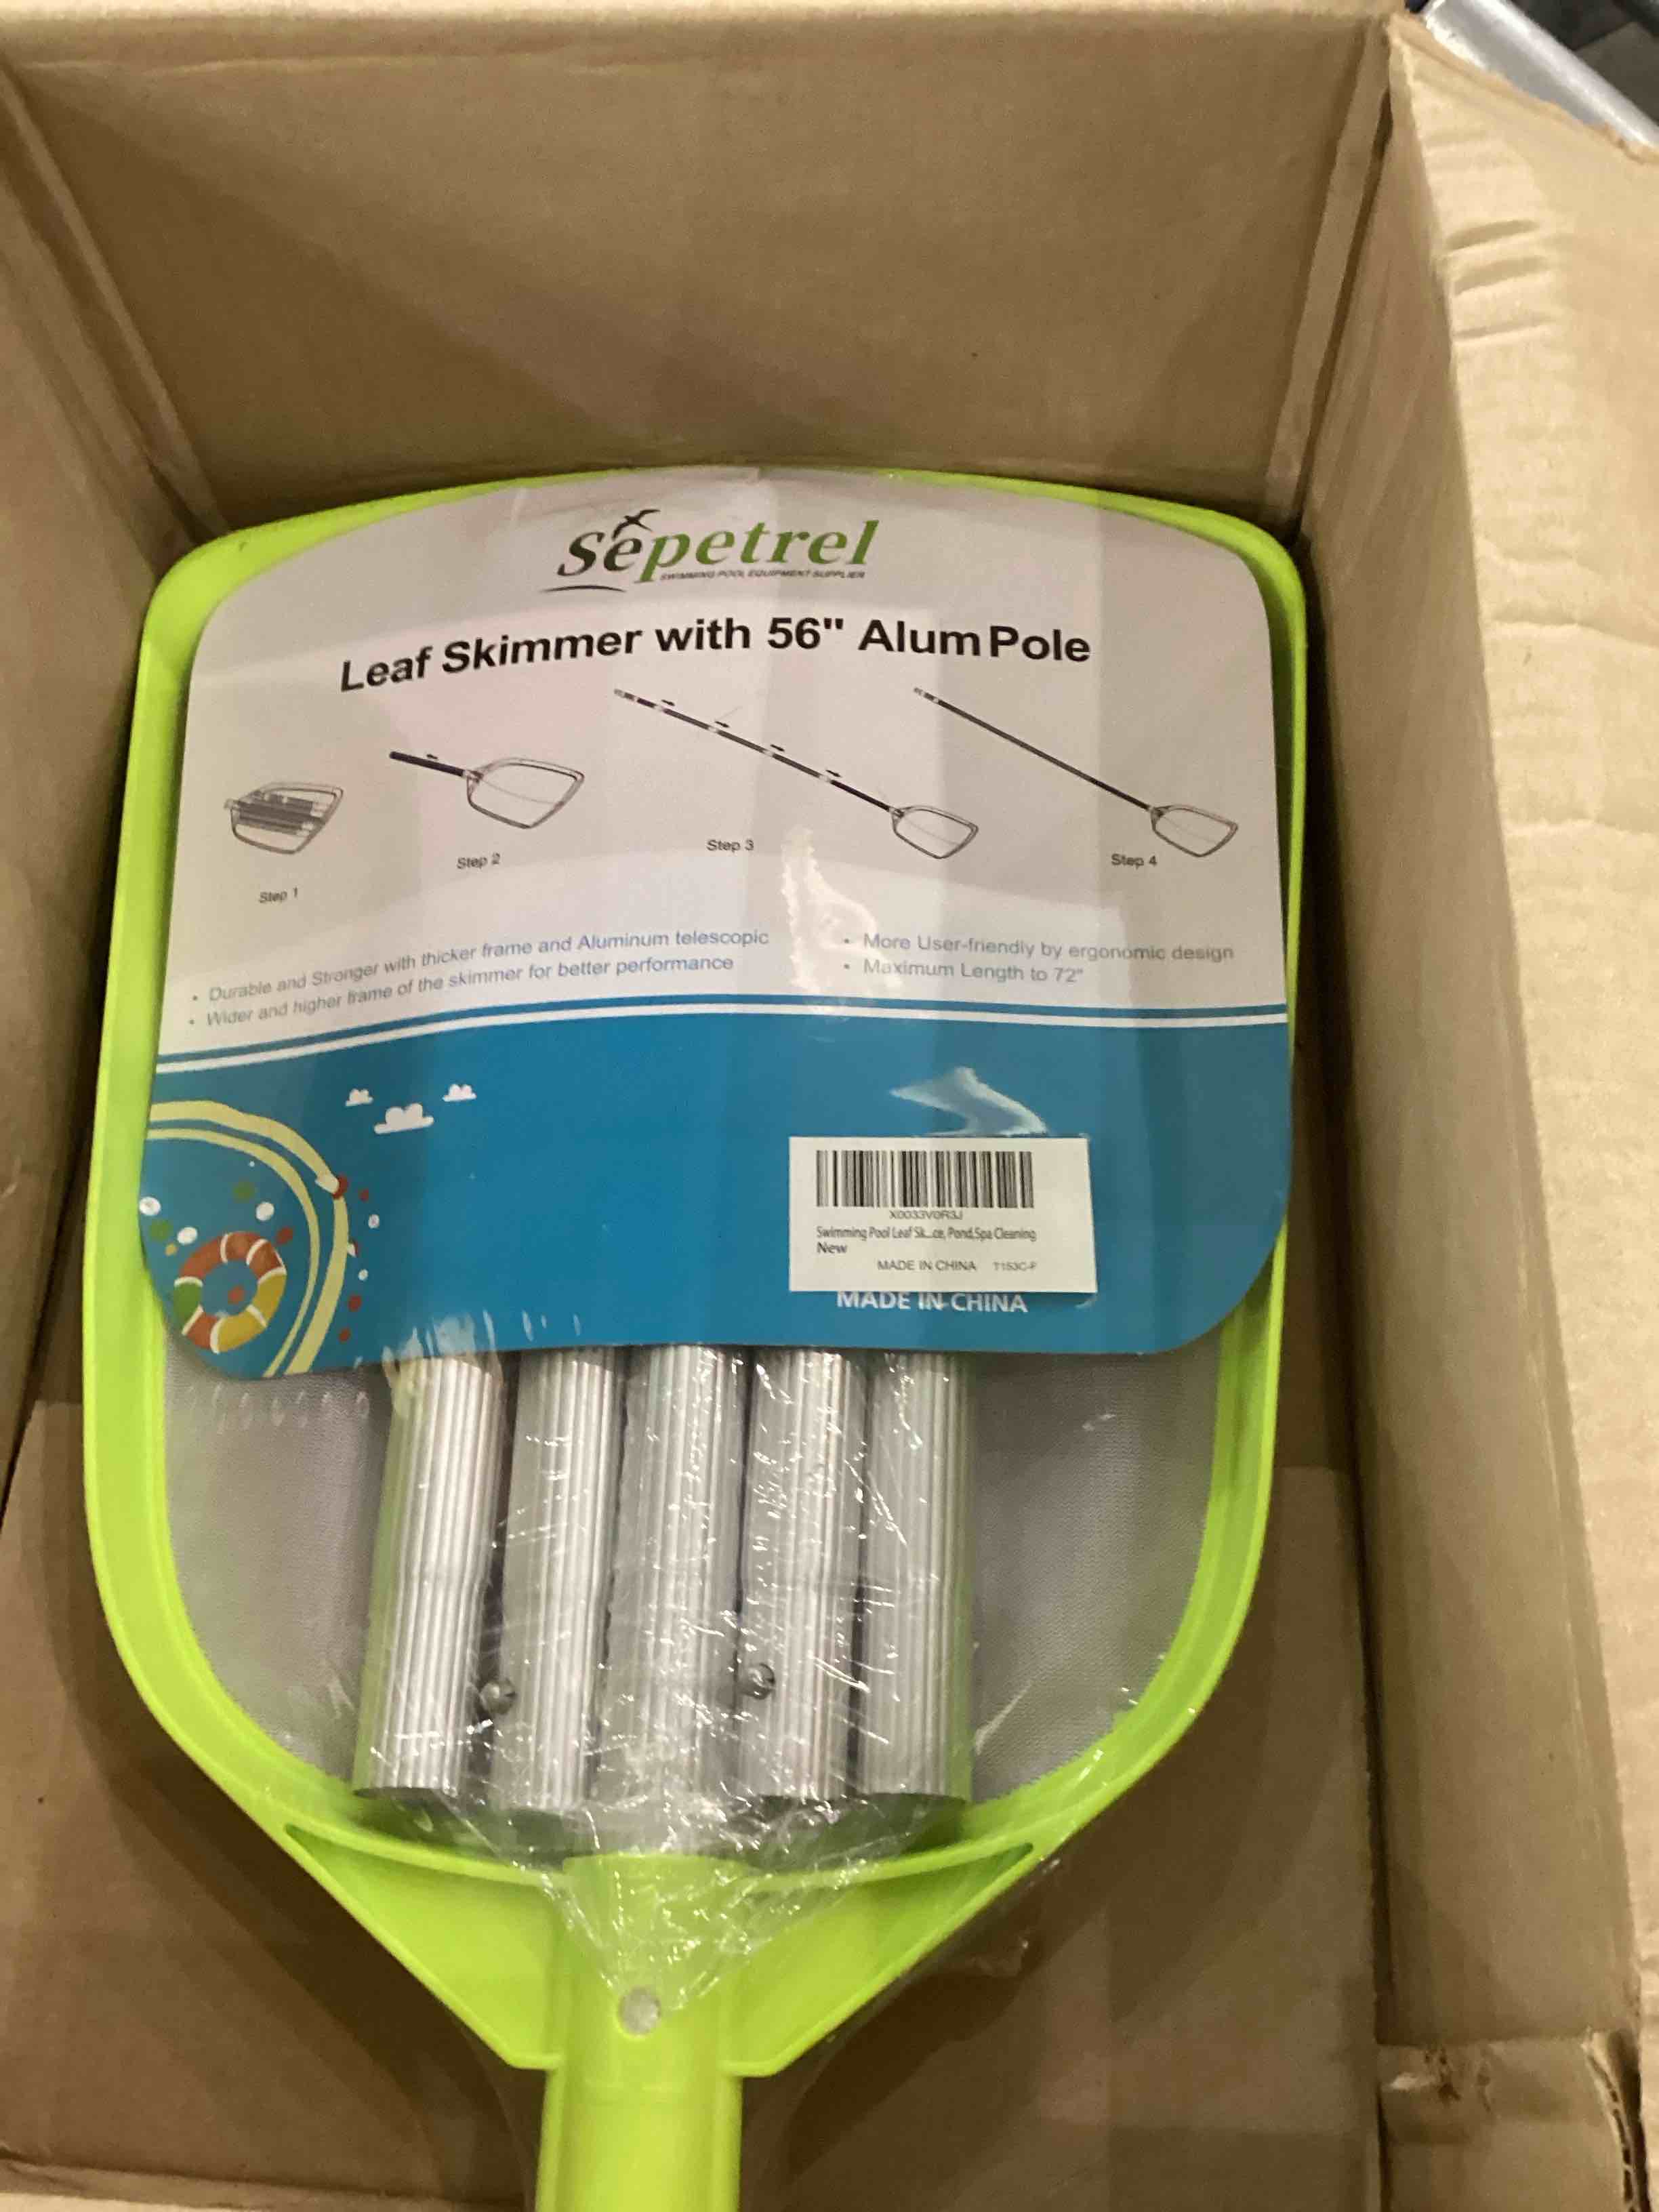 sepetrel
SWIMMING POOL EQUIPMENT SUPPLIER
Leaf Skimmer with 56" Alum Pole
Step 1
Step 2
Step 3
Step 4
• Durable and Stronger with thicker frame and Aluminum telescopic
• Wider and higher frame of the skimmer for better performance
• More User-friendly by ergonomic design
• Maximum Length to 72"
X0033V0R3J
Swimming Pool Leaf Sk...ce, Pond,Spa Cleaning
New
MADE IN CHINA T153C-F
MADE IN CHINA